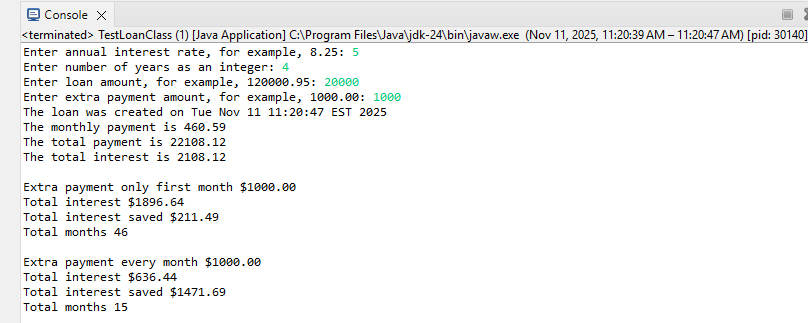 Console
<terminated> TestLoanClass (1) [Java Application] C:\Program Files\Java\jdk-24\bin\javaw.exe (Nov 11, 2025, 11:20:39 AM – 11:20:47 AM) [pid: 30140]
Enter annual interest rate, for example, 8.25: 5
Enter number of years as an integer: 4
Enter loan amount, for example, 120000.95: 20000
Enter extra payment amount, for example, 1000.00: 1000
The loan was created on Tue Nov 11 11:20:47 EST 2025
The monthly payment is 460.59
The total payment is 22108.12
The total interest is 2108.12

Extra payment only first month $1000.00
Total interest $1896.64
Total interest saved $211.49
Total months 46

Extra payment every month $1000.00
Total interest $636.44
Total interest saved $1471.69
Total months 15